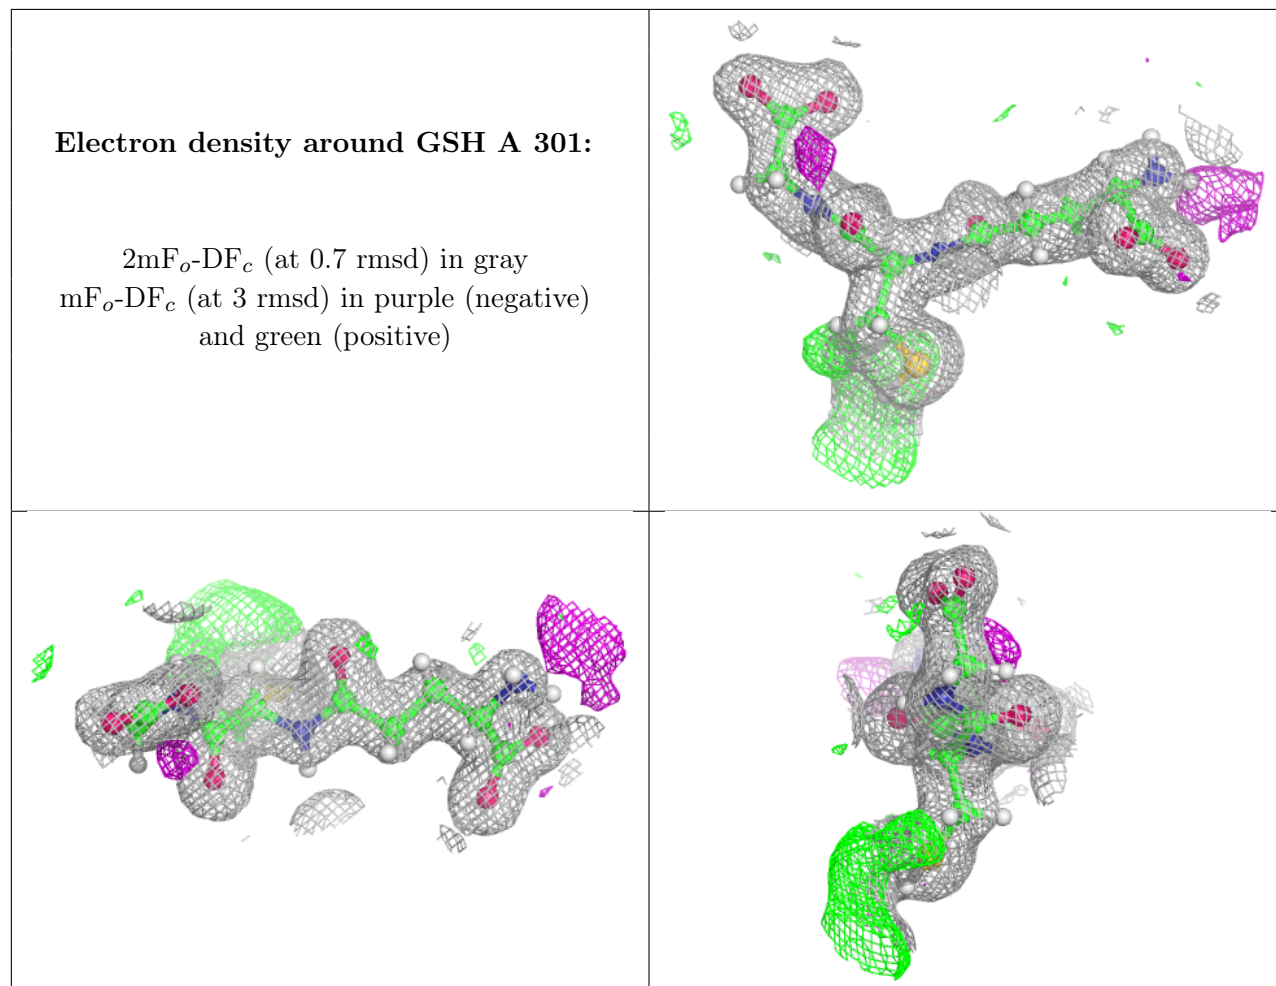 Electron density around GSH A 301:
2mFo-DFc (at 0.7 rmsd) in gray
mFo-DFc (at 3 rmsd) in purple (negative)
and green (positive)